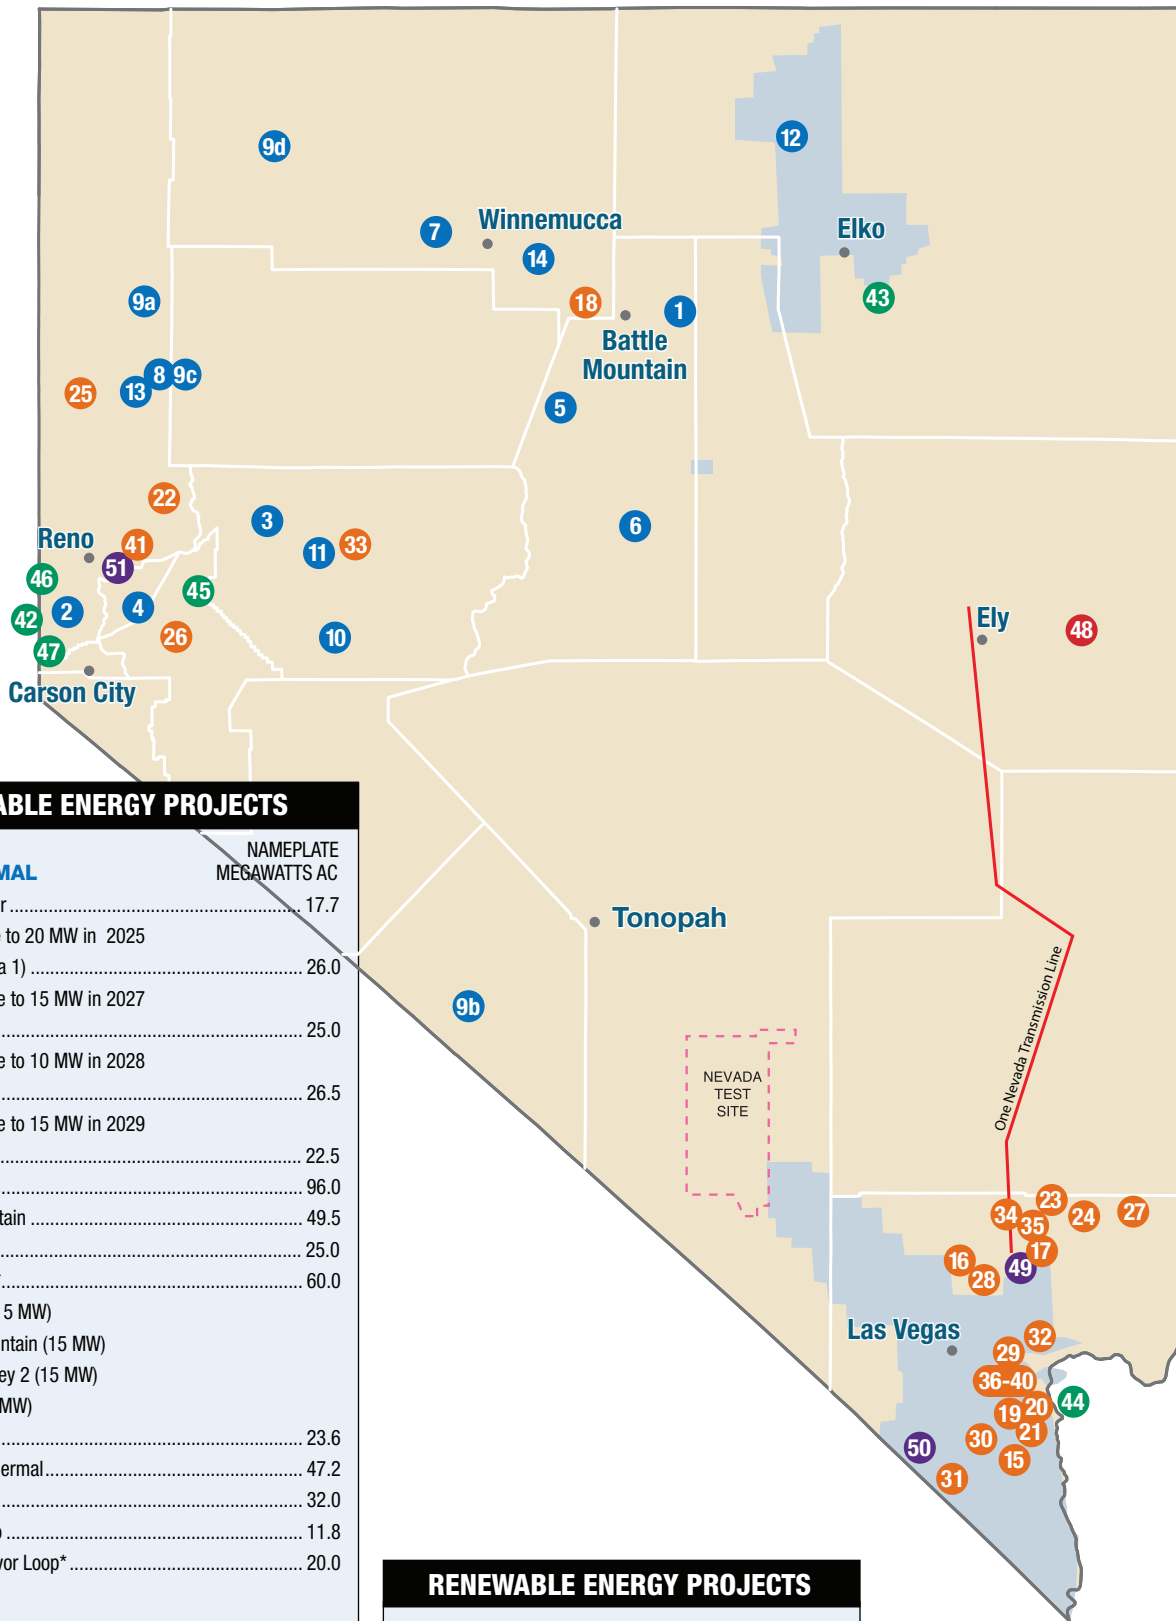 9d
12
7
Winnemucca
14
Elko
43
9a
18
1
Battle
Mountain
8
9c
25
13
5
22
3
6
Reno
41
11
33
51
46
45
42
2
4
26
10
47
Carson City
Ely
48
ABLE ENERGY PROJECTS
NAMEPLATE
MAL MEGAWATTS AC
r 17.7
e to 20 MW in 2025
a 1) 26.0
e to 15 MW in 2027
25.0
e to 10 MW in 2028
26.5
e to 15 MW in 2029
22.5
96.0
tain 49.5
25.0
60.0
5 MW)
ntain (15 MW)
ey 2 (15 MW)
MW)
23.6
ermal 47.2
32.0
11.8
vor Loop* 20.0
Tonopah
9b
NEVADA
TEST
SITE
One Nevada Transmission Line
23
34
35
24
27
16
17
49
28
Las Vegas
32
29
36-40
44
19
20
21
30
50
15
31
RENEWABLE ENERGY PROJECTS